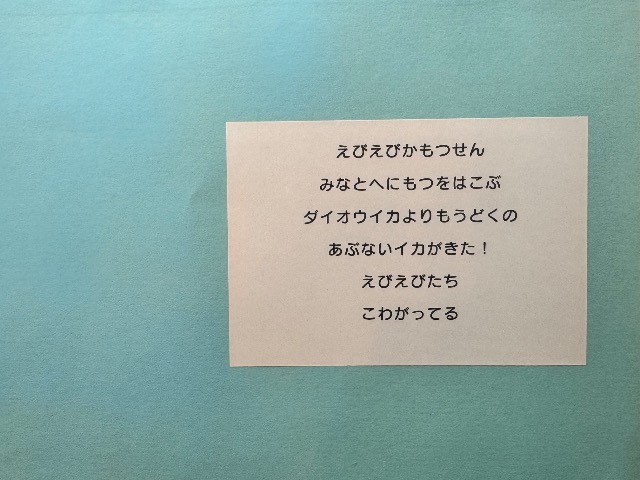 えびえびかもつせん
みなとへにもつをはこぶ
ダイオウイカよりもうどくの
あぶないイカがきた！
えびえびたち
こわがってる